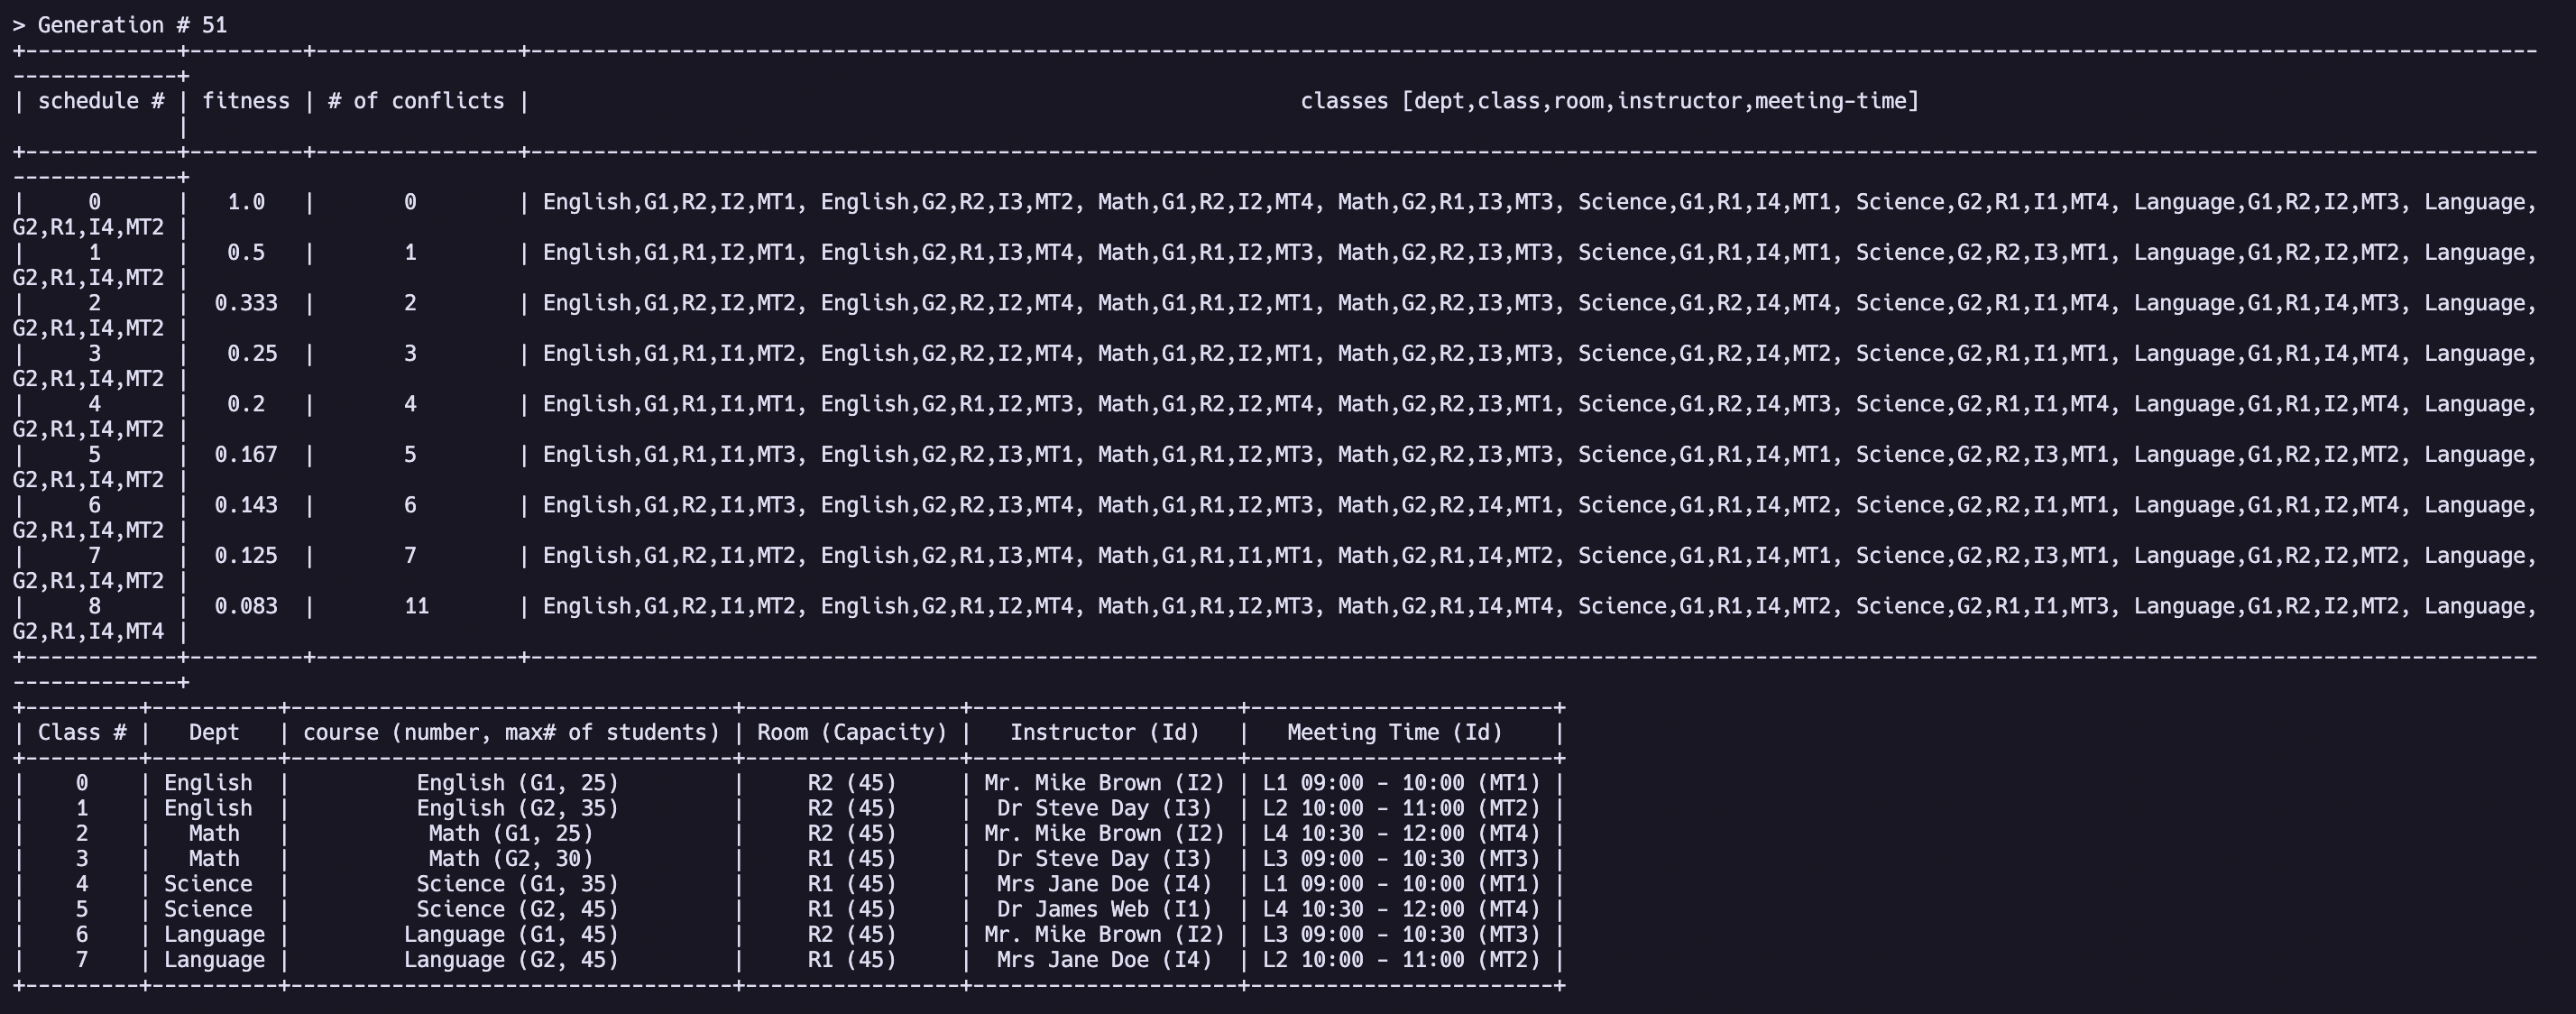 > Generation # 51
+------------+---------+----------------+---------------------------------------------------------------------------------------------------------------------------------------------------------------
-------------+
| schedule # | fitness | # of conflicts |                                                             classes [dept,class,room,instructor,meeting-time]
             |
+------------+---------+----------------+---------------------------------------------------------------------------------------------------------------------------------------------------------------
-------------+
|     0      |   1.0   |       0        | English,G1,R2,I2,MT1, English,G2,R2,I3,MT2, Math,G1,R2,I2,MT4, Math,G2,R1,I3,MT3, Science,G1,R1,I4,MT1, Science,G2,R1,I1,MT4, Language,G1,R2,I2,MT3, Language,
G2,R1,I4,MT2 |
|     1      |   0.5   |       1        | English,G1,R1,I2,MT1, English,G2,R1,I3,MT4, Math,G1,R1,I2,MT3, Math,G2,R2,I3,MT3, Science,G1,R1,I4,MT1, Science,G2,R2,I3,MT1, Language,G1,R2,I2,MT2, Language,
G2,R1,I4,MT2 |
|     2      |  0.333  |       2        | English,G1,R2,I2,MT2, English,G2,R2,I2,MT4, Math,G1,R1,I2,MT1, Math,G2,R2,I3,MT3, Science,G1,R2,I4,MT4, Science,G2,R1,I1,MT4, Language,G1,R1,I4,MT3, Language,
G2,R1,I4,MT2 |
|     3      |   0.25  |       3        | English,G1,R1,I1,MT2, English,G2,R2,I2,MT4, Math,G1,R2,I2,MT1, Math,G2,R2,I3,MT3, Science,G1,R2,I4,MT2, Science,G2,R1,I1,MT1, Language,G1,R1,I4,MT4, Language,
G2,R1,I4,MT2 |
|     4      |   0.2   |       4        | English,G1,R1,I1,MT1, English,G2,R1,I2,MT3, Math,G1,R2,I2,MT4, Math,G2,R2,I3,MT1, Science,G1,R2,I4,MT3, Science,G2,R1,I1,MT4, Language,G1,R1,I2,MT4, Language,
G2,R1,I4,MT2 |
|     5      |  0.167  |       5        | English,G1,R1,I1,MT3, English,G2,R2,I3,MT1, Math,G1,R1,I2,MT3, Math,G2,R2,I3,MT3, Science,G1,R1,I4,MT1, Science,G2,R2,I3,MT1, Language,G1,R2,I2,MT2, Language,
G2,R1,I4,MT2 |
|     6      |  0.143  |       6        | English,G1,R2,I1,MT3, English,G2,R2,I3,MT4, Math,G1,R1,I2,MT3, Math,G2,R2,I4,MT1, Science,G1,R1,I4,MT2, Science,G2,R2,I1,MT1, Language,G1,R1,I2,MT4, Language,
G2,R1,I4,MT2 |
|     7      |  0.125  |       7        | English,G1,R2,I1,MT2, English,G2,R1,I3,MT4, Math,G1,R1,I1,MT1, Math,G2,R1,I4,MT2, Science,G1,R1,I4,MT1, Science,G2,R2,I3,MT1, Language,G1,R2,I2,MT2, Language,
G2,R1,I4,MT2 |
|     8      |  0.083  |       11       | English,G1,R2,I1,MT2, English,G2,R1,I2,MT4, Math,G1,R1,I2,MT3, Math,G2,R1,I4,MT4, Science,G1,R1,I4,MT2, Science,G2,R1,I1,MT3, Language,G1,R2,I2,MT2, Language,
G2,R1,I4,MT4 |
+------------+---------+----------------+---------------------------------------------------------------------------------------------------------------------------------------------------------------
-------------+
+---------+----------+-----------------------------------+-----------------+---------------------+------------------------+
| Class # |   Dept   | course (number, max# of students) | Room (Capacity) |   Instructor (Id)   |   Meeting Time (Id)    |
+---------+----------+-----------------------------------+-----------------+---------------------+------------------------+
|    0    | English  |          English (G1, 25)         |     R2 (45)     | Mr. Mike Brown (I2) | L1 09:00 - 10:00 (MT1) |
|    1    | English  |          English (G2, 35)         |     R2 (45)     |  Dr Steve Day (I3)  | L2 10:00 - 11:00 (MT2) |
|    2    |   Math   |           Math (G1, 25)           |     R2 (45)     | Mr. Mike Brown (I2) | L4 10:30 - 12:00 (MT4) |
|    3    |   Math   |           Math (G2, 30)           |     R1 (45)     |  Dr Steve Day (I3)  | L3 09:00 - 10:30 (MT3) |
|    4    | Science  |          Science (G1, 35)         |     R1 (45)     |  Mrs Jane Doe (I4)  | L1 09:00 - 10:00 (MT1) |
|    5    | Science  |          Science (G2, 45)         |     R1 (45)     |  Dr James Web (I1)  | L4 10:30 - 12:00 (MT4) |
|    6    | Language |         Language (G1, 45)         |     R2 (45)     | Mr. Mike Brown (I2) | L3 09:00 - 10:30 (MT3) |
|    7    | Language |         Language (G2, 45)         |     R1 (45)     |  Mrs Jane Doe (I4)  | L2 10:00 - 11:00 (MT2) |
+---------+----------+-----------------------------------+-----------------+---------------------+------------------------+